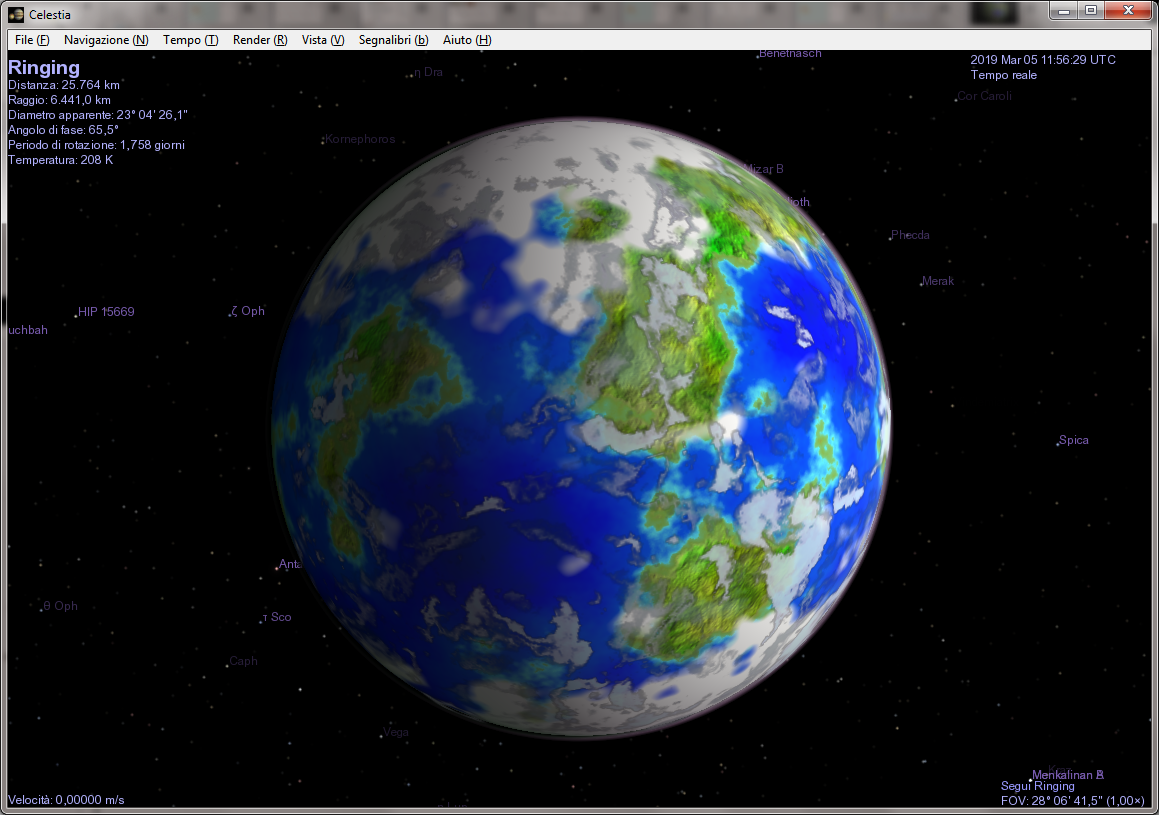 Celestia
File (F) Navigazione (N) Tempo (T) Render (R) Vista (V) Segnalibri (b) Aiuto (H)
Benetnasch
2019 Mar 05 11:56:29 UTC
Tempo reale
Ringing
Distanza: 25.764 km
Raggio: 6.441,0 km
Diametro apparente: 23° 04' 26,1"
Angolo di fase: 65,5°
Periodo di rotazione: 1,758 giorni
Temperatura: 208 K
η Dra
Cor Caroli
Kornephoros
Mizar B
lioth
Phecda
Merak
HIP 15669
ζ Oph
uchbah
Spica
Anta
θ Oph
τ Sco
Caph
Vega
Menkalinan B
Segui Ringing
Velocità: 0,00000 m/s
FOV: 28° 06' 41,5" (1,00×)